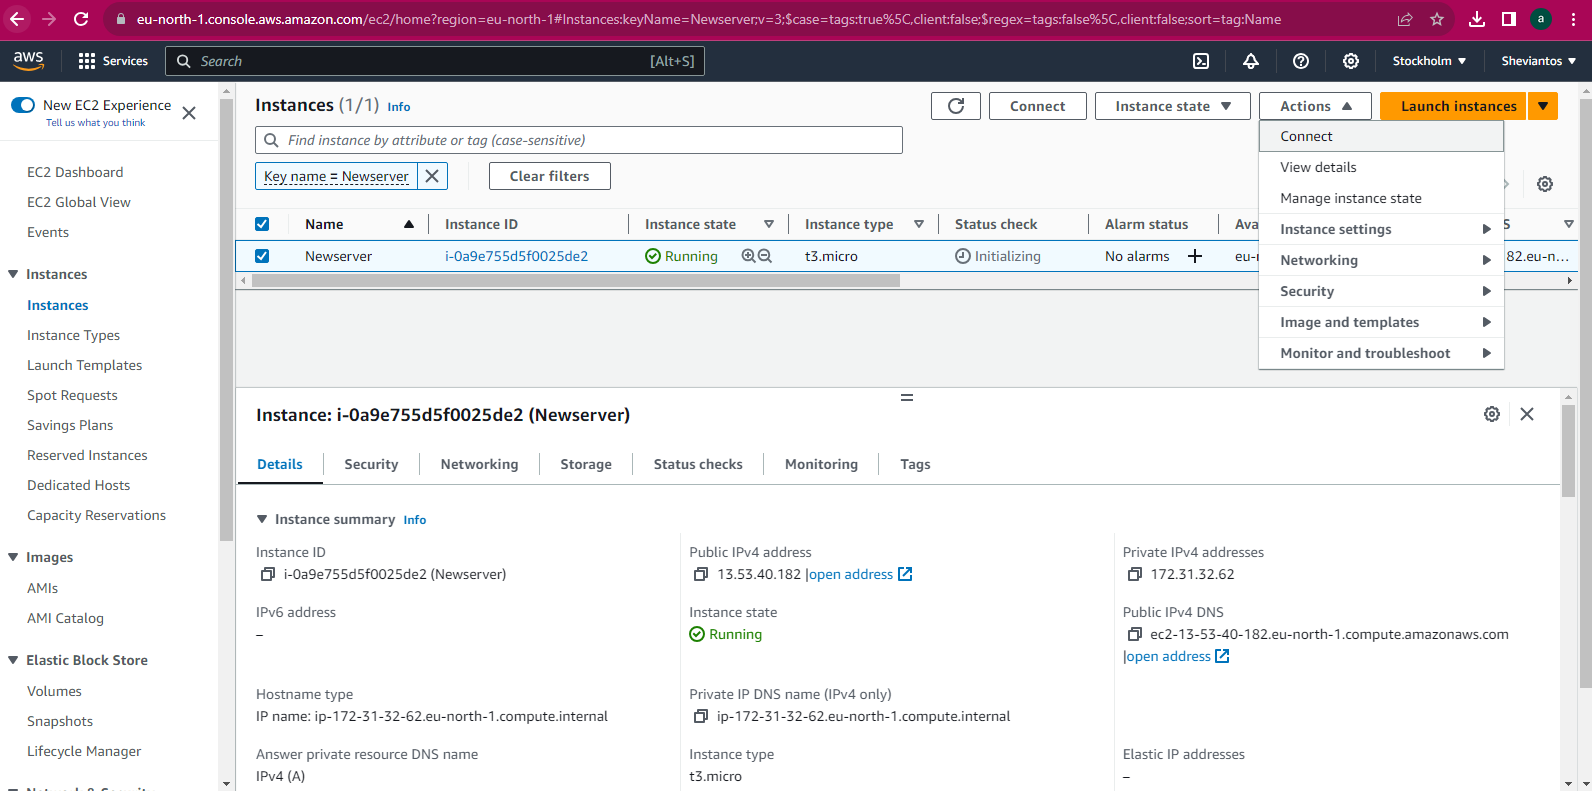 eu-north-1.console.aws.amazon.com/ec2/home?region=eu-north-1#Instances:keyName=Newserver;v=3;$case=tags:true%5C,client:false;$regex=tags:false%5C,client:false;sort=tag:Name
a
aws
Services
Search
[Alt+S]
Stockholm
Sheviantos
New EC2 Experience
Tell us what you think
EC2 Dashboard
EC2 Global View
Events
Instances
Instances
Instance Types
Launch Templates
Spot Requests
Savings Plans
Reserved Instances
Dedicated Hosts
Capacity Reservations
Images
AMIs
AMI Catalog
Elastic Block Store
Volumes
Snapshots
Lifecycle Manager
Instances (1/1) Info
Connect
Instance state
Actions
Launch instances
Find instance by attribute or tag (case-sensitive)
Key name = Newserver
Clear filters
Connect
View details
Manage instance state
Instance settings
Networking
Security
Image and templates
Monitor and troubleshoot
Name
Instance ID
Instance state
Instance type
Status check
Alarm status
Ava
S
Newserver
i-0a9e755d5f0025de2
Running
t3.micro
Initializing
No alarms
eu-
82.eu-n...
Instance: i-0a9e755d5f0025de2 (Newserver)
Details
Security
Networking
Storage
Status checks
Monitoring
Tags
Instance summary Info
Instance ID
i-0a9e755d5f0025de2 (Newserver)
Public IPv4 address
13.53.40.182 |open address
Private IPv4 addresses
172.31.32.62
IPv6 address
–
Instance state
Running
Public IPv4 DNS
ec2-13-53-40-182.eu-north-1.compute.amazonaws.com
|open address
Hostname type
IP name: ip-172-31-32-62.eu-north-1.compute.internal
Private IP DNS name (IPv4 only)
ip-172-31-32-62.eu-north-1.compute.internal
Answer private resource DNS name
IPv4 (A)
Instance type
t3.micro
Elastic IP addresses
–